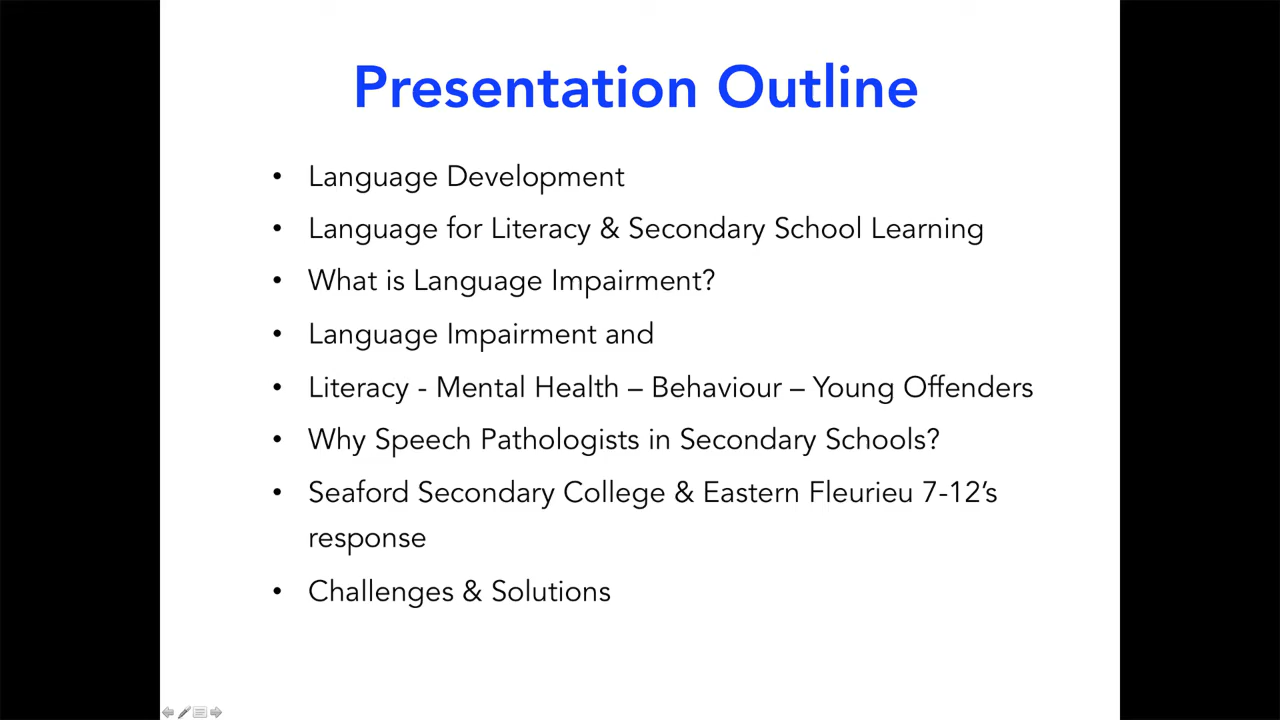 Presentation Outline
• Language Development
• Language for Literacy & Secondary School Learning
• What is Language Impairment?
• Language Impairment and
• Literacy - Mental Health – Behaviour – Young Offenders
• Why Speech Pathologists in Secondary Schools?
• Seaford Secondary College & Eastern Fleurieu 7-12’s
response
• Challenges & Solutions